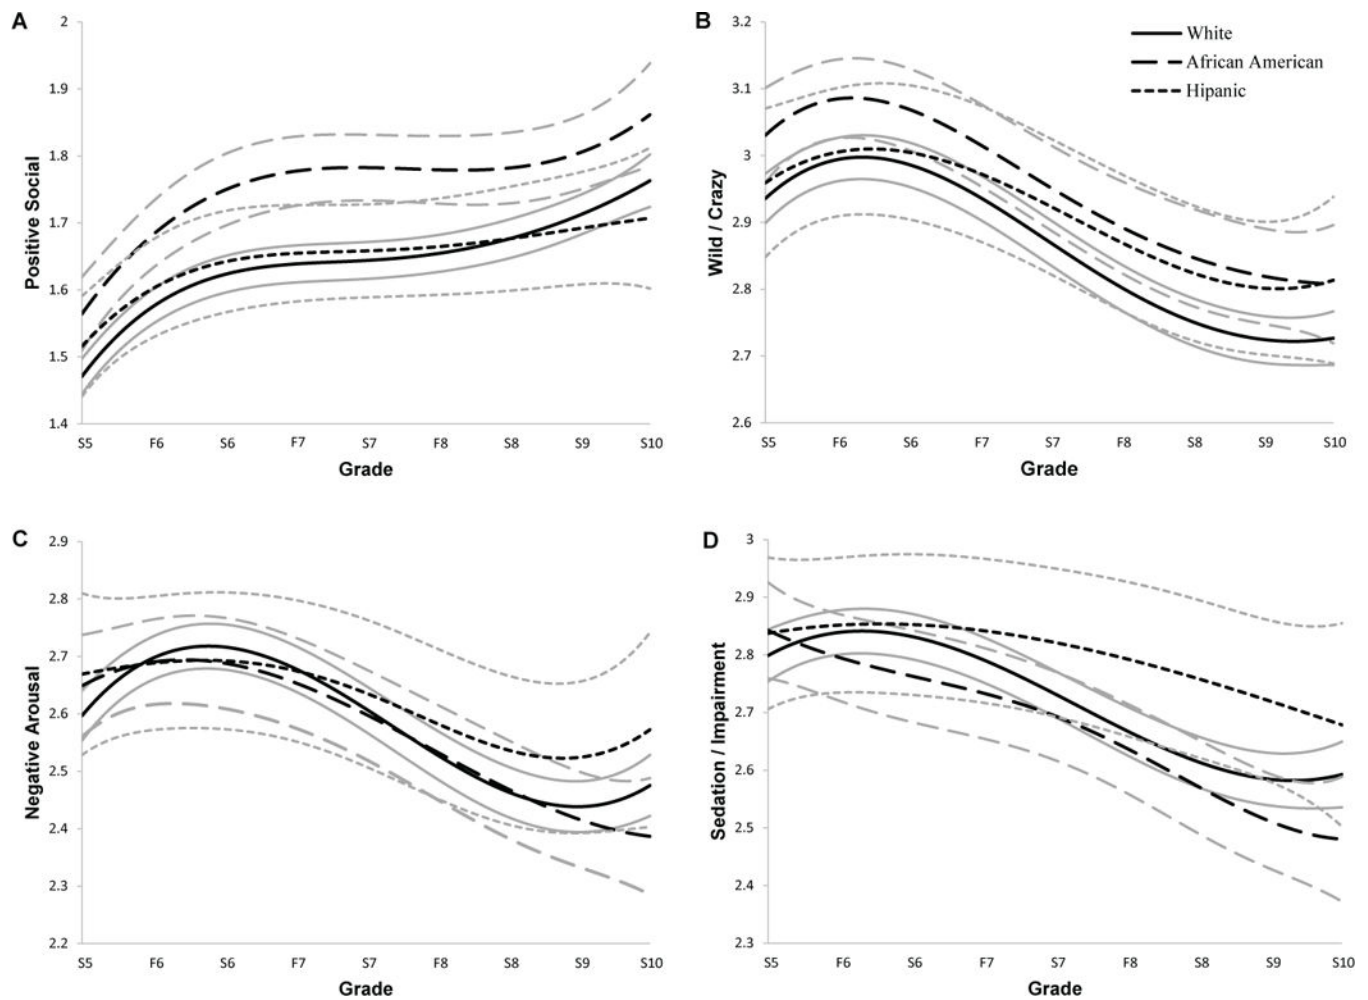 A
Positive Social
2
1.9
1.8
1.7
1.6
1.5
1.4
S5 F6 S6 F7 S7 F8 S8 S9 S10
Grade
B
Wild / Crazy
3.2
3.1
3
2.9
2.8
2.7
2.6
S5 F6 S6 F7 S7 F8 S8 S9 S10
Grade
White
African American
Hipanic
C
Negative Arousal
2.9
2.8
2.7
2.6
2.5
2.4
2.3
2.2
S5 F6 S6 F7 S7 F8 S8 S9 S10
Grade
D
Sedation / Impairment
3
2.9
2.8
2.7
2.6
2.5
2.4
2.3
S5 F6 S6 F7 S7 F8 S8 S9 S10
Grade